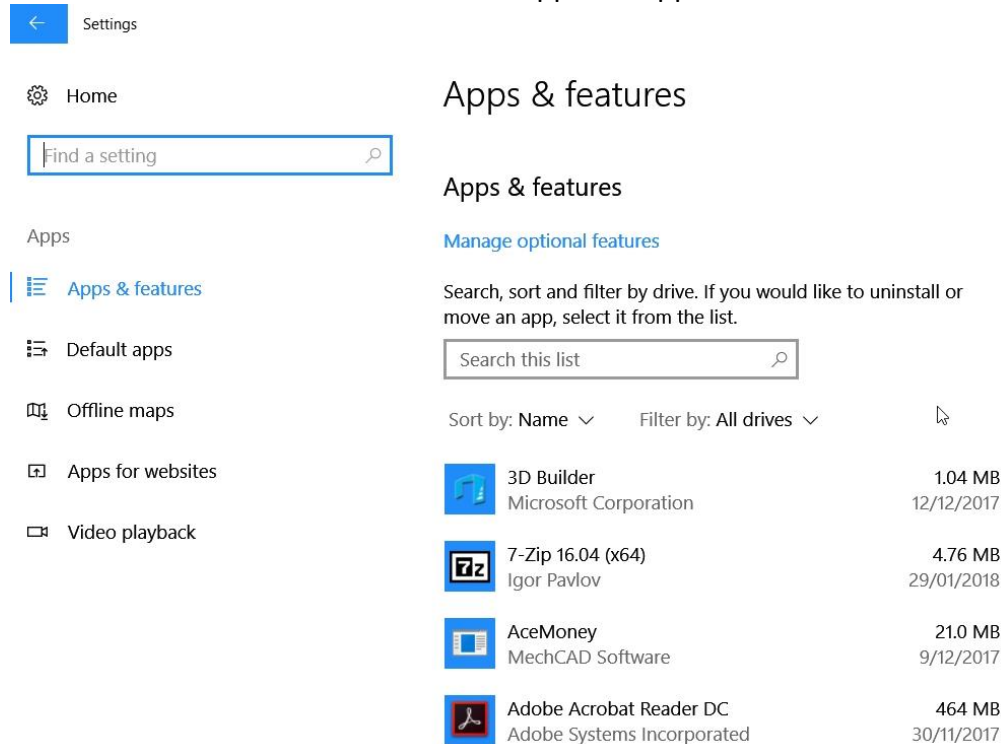 Settings
Home
Find a setting
Apps
Apps & features
Default apps
Offline maps
Apps for websites
Video playback
Apps & features
Apps & features
Manage optional features
Search, sort and filter by drive. If you would like to uninstall or
move an app, select it from the list.
Search this list
Sort by: Name Filter by: All drives
3D Builder 1.04 MB
Microsoft Corporation 12/12/2017
7z
7-Zip 16.04 (x64) 4.76 MB
Igor Pavlov 29/01/2018
AceMoney 21.0 MB
MechCAD Software 9/12/2017
Adobe Acrobat Reader DC 464 MB
Adobe Systems Incorporated 30/11/2017